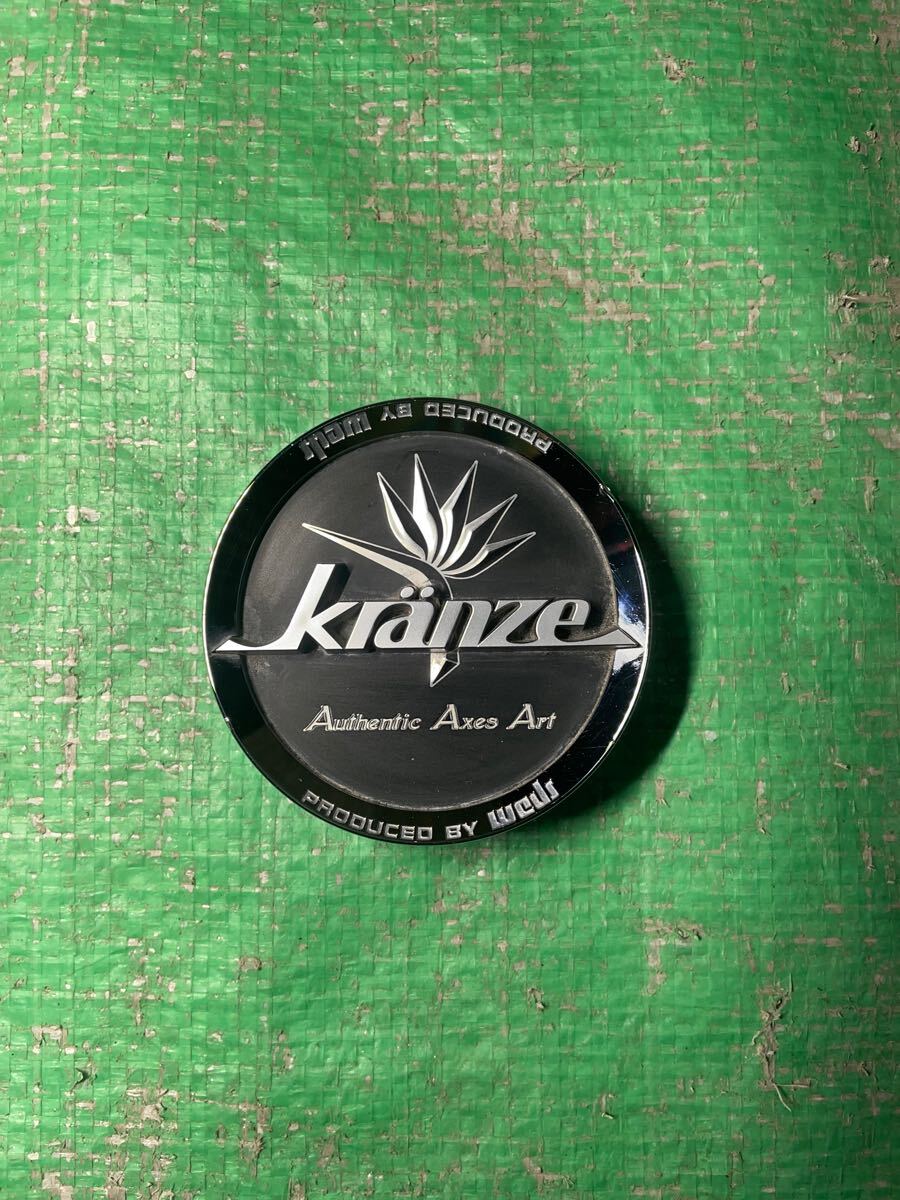 PRODUCED BY weds
kränze
Authentic Axes Art
PRODUCED BY weds